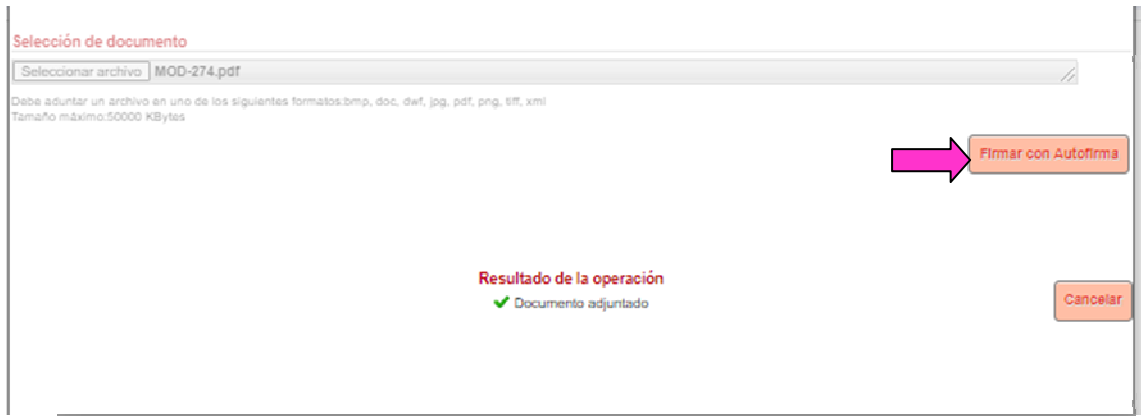 Selección de documento
Seleccionar archivo MOD-274.pdf
Debe adjuntar un archivo en uno de los siguientes formatos:bmp, doc, dwf, jpg, pdf, png, tiff, xml
Tamaño máximo:50000 KBytes
Firmar con Autofirma
Resultado de la operación
✔ Documento adjuntado
Cancelar